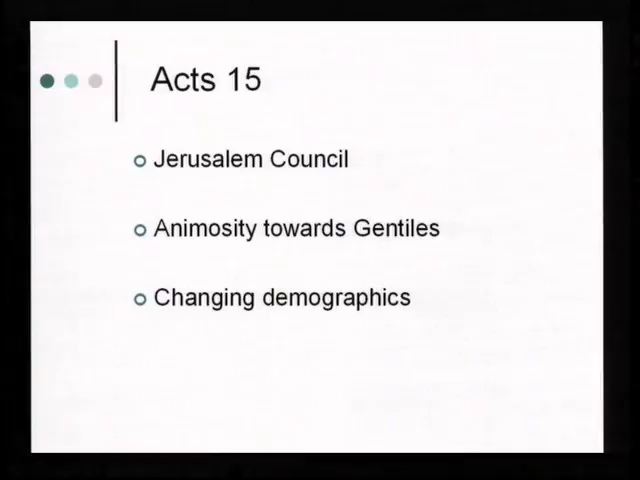 Acts 15
Jerusalem Council
Animosity towards Gentiles
Changing demographics